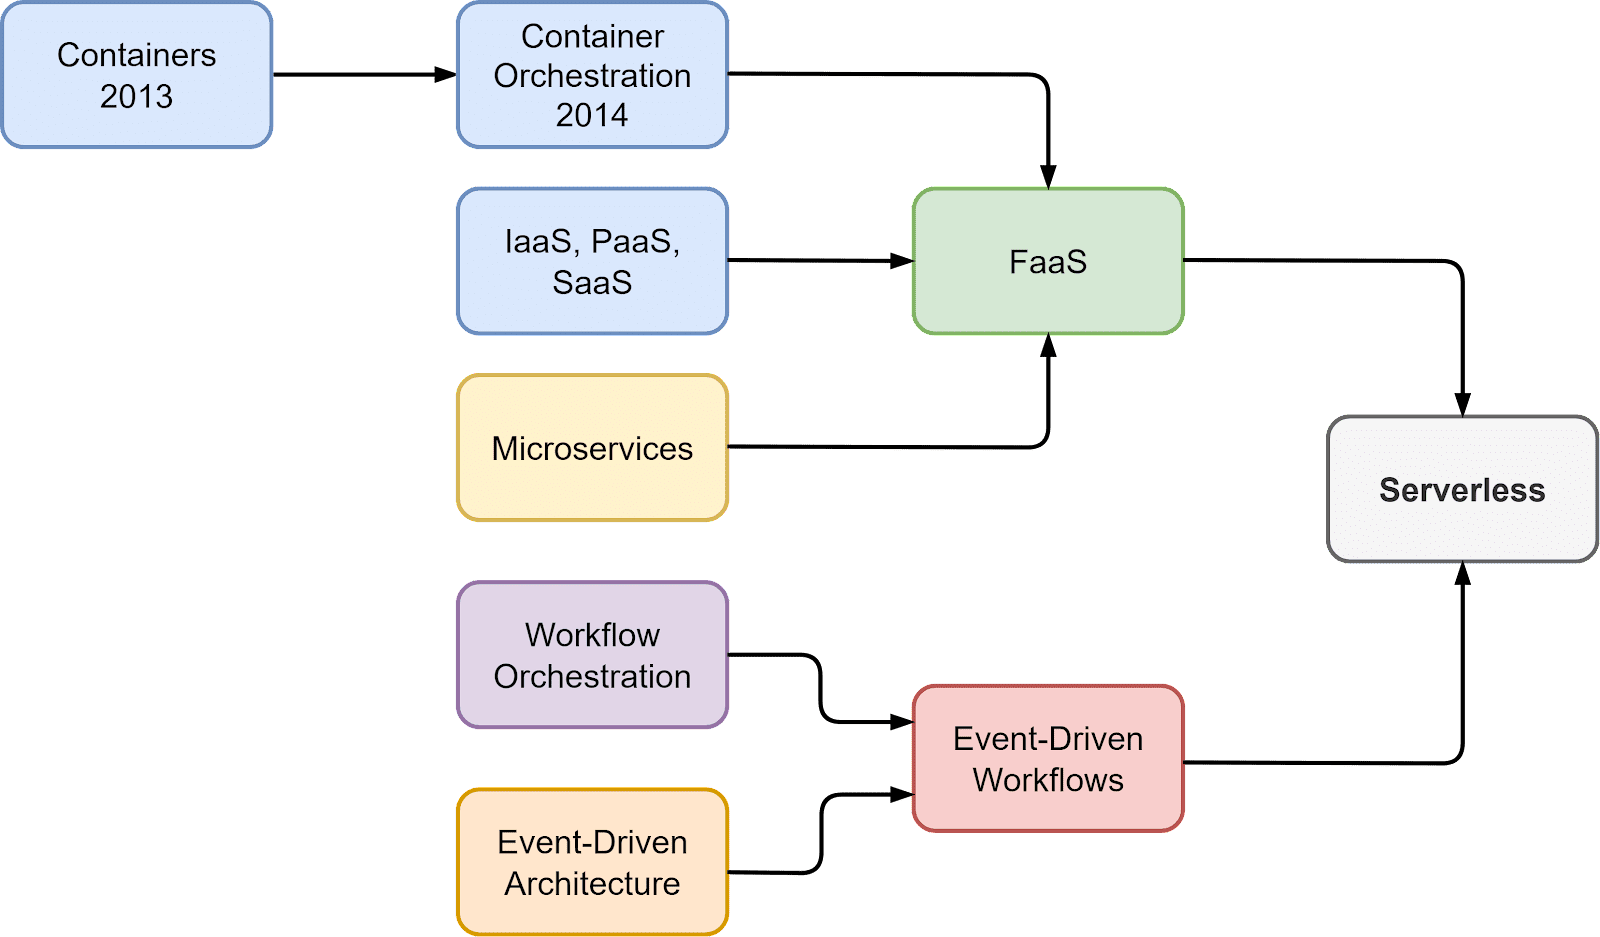 Containers
2013
Container
Orchestration
2014
IaaS, PaaS,
SaaS
FaaS
Microservices
Serverless
Workflow
Orchestration
Event-Driven
Workflows
Event-Driven
Architecture